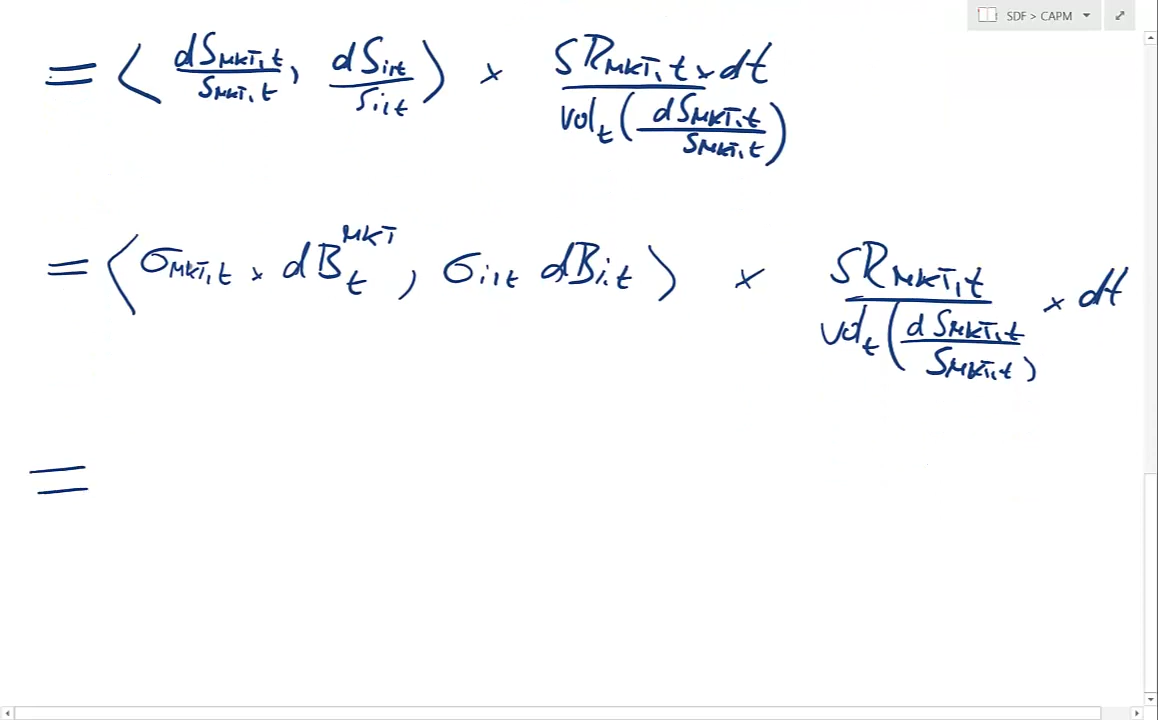 SDF > CAPM
= ⟨ dS_MKT,t / S_MKT,t , dS_i,t / S_i,t ⟩ × SR_MKT,t × dt / vol_t ( dS_MKT,t / S_MKT,t )
= ⟨ σ_MKT,t × dB_t^MKT , σ_i,t dB_i,t ⟩ × SR_MKT,t / vol_t ( dS_MKT,t / S_MKT,t ) × dt
=